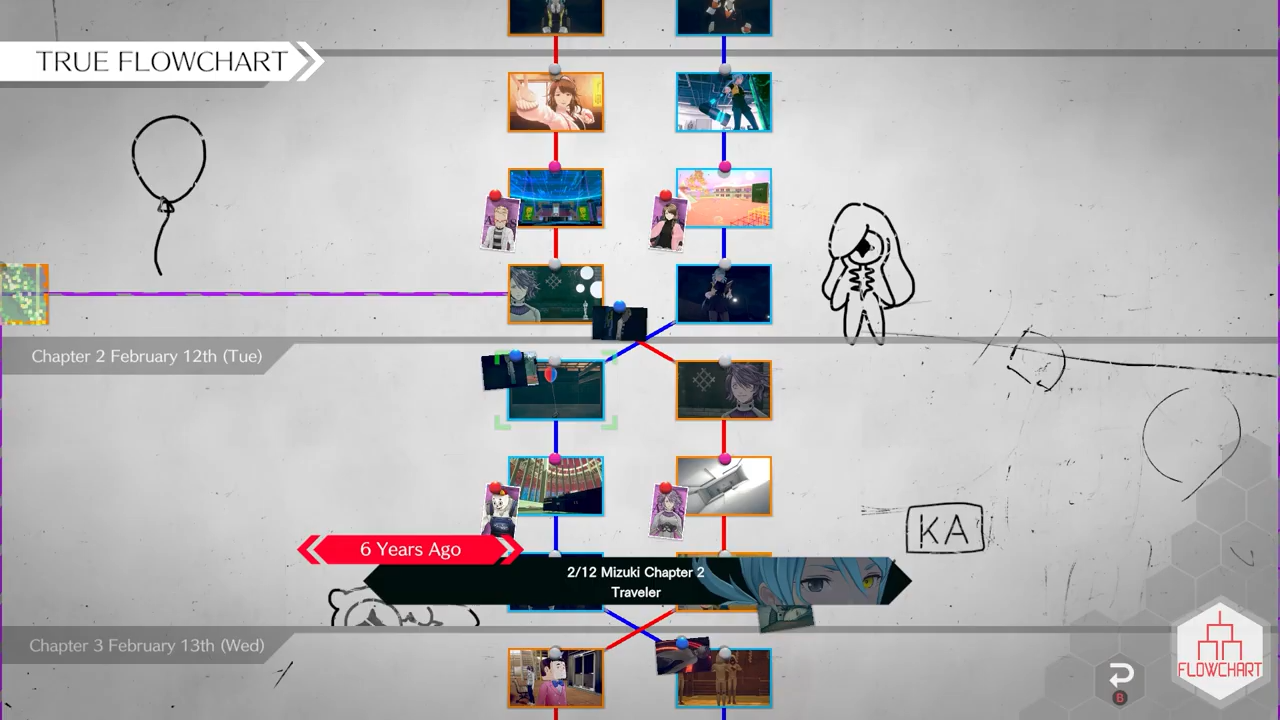 TRUE FLOWCHART
Chapter 2 February 12th (Tue)
KA
6 Years Ago
2/12 Mizuki Chapter 2
Traveler
Chapter 3 February 13th (Wed)
FLOWCHART
B